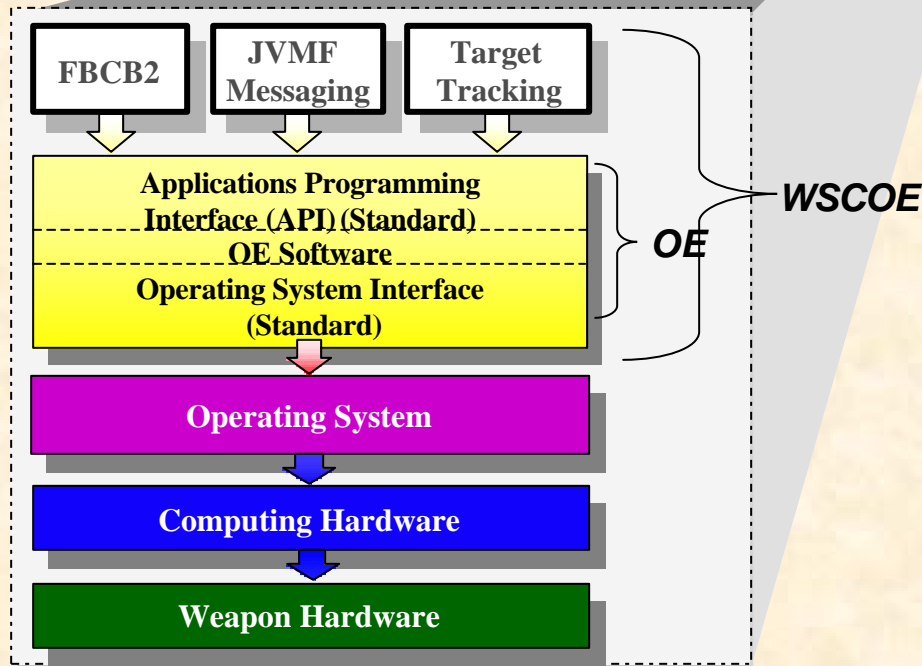 FBCB2
JVMF
Messaging
Target
Tracking
Applications Programming
Interface (API) (Standard)
OE Software
Operating System Interface
(Standard)
OE
WSCOE
Operating System
Computing Hardware
Weapon Hardware